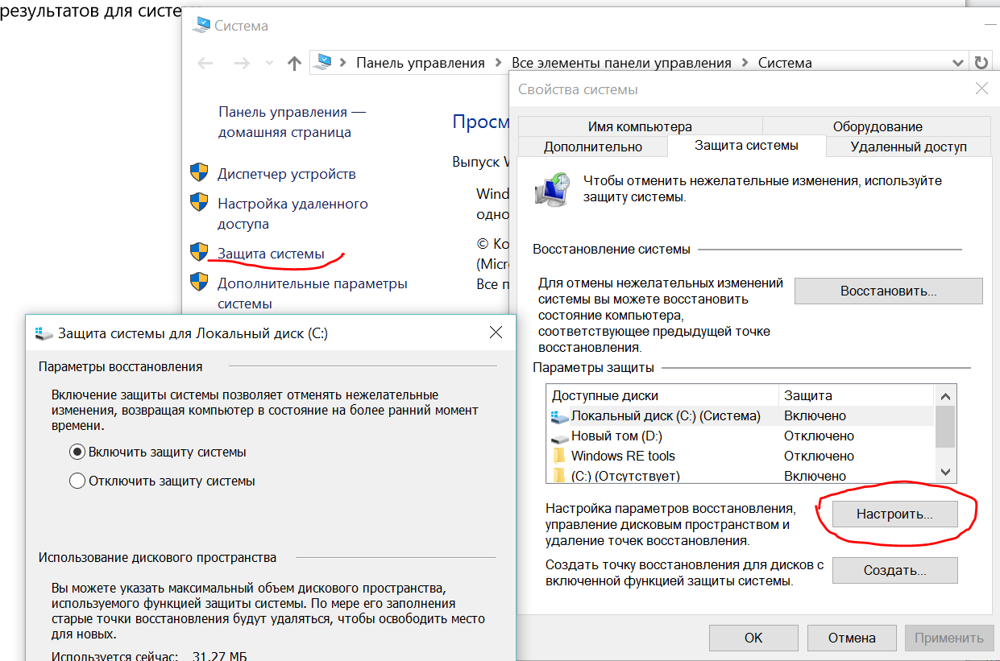 результатов для систе
Система
Панель управления
Все элементы панели управления
Система
Панель управления —
домашняя страница
Диспетчер устройств
Настройка удаленного
доступа
Защита системы
Дополнительные параметры
системы
Просм
Выпуск W
Wind
одно
© Ко
(Micr
Все п
Свойства системы
Имя компьютера
Оборудование
Дополнительно
Защита системы
Удаленный доступ
Чтобы отменить нежелательные изменения, используйте
защиту системы.
Восстановление системы
Для отмены нежелательных изменений
системы вы можете восстановить
состояние компьютера,
соответствующее предыдущей точке
восстановления.
Восстановить...
Параметры защиты
Доступные диски Защита
Локальный диск (C:) (Система) Включено
Новый том (D:) Отключено
Windows RE tools Отключено
(C:) (Отсутствует) Включено
Настройка параметров восстановления,
управление дисковым пространством и
удаление точек восстановления.
Настроить...
Создать точку восстановления для дисков с
включенной функцией защиты системы.
Создать...
OK
Отмена
Применить
Защита системы для Локальный диск (C:)
Параметры восстановления
Включение защиты системы позволяет отменять нежелательные
изменения, возвращая компьютер в состояние на более ранний момент
времени.
Включить защиту системы
Отключить защиту системы
Использование дискового пространства
Вы можете указать максимальный объем дискового пространства,
используемого функцией защиты системы. По мере его заполнения
старые точки восстановления будут удаляться, чтобы освободить место
для новых.
Используется сейчас: 31,27 МБ